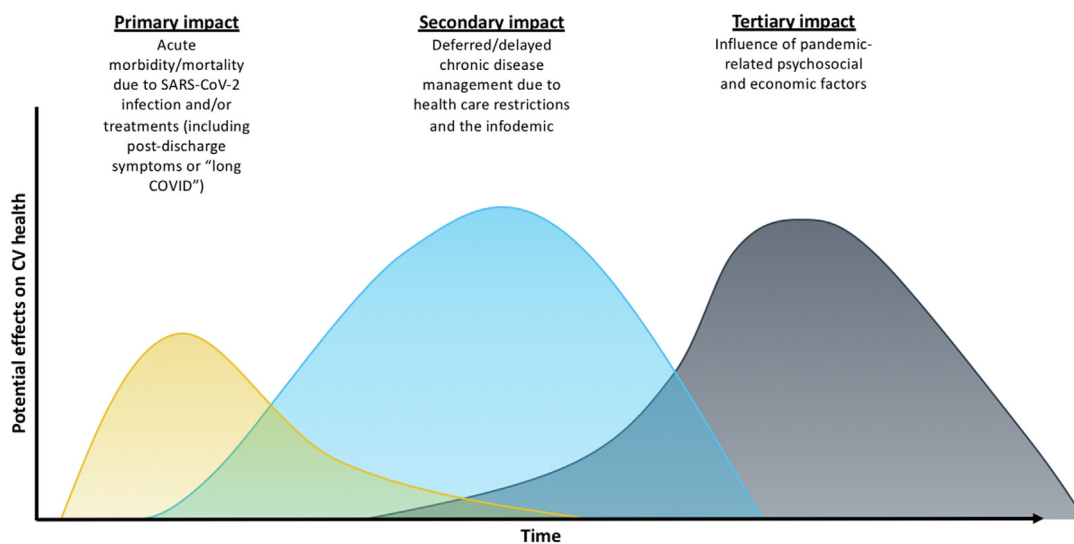 Primary impact
Acute
morbidity/mortality
due to SARS-CoV-2
infection and/or
treatments (including
post-discharge
symptoms or “long
COVID”)
Secondary impact
Deferred/delayed
chronic disease
management due to
health care restrictions
and the infodemic
Tertiary impact
Influence of pandemic-
related psychosocial
and economic factors
Potential effects on CV health
Time